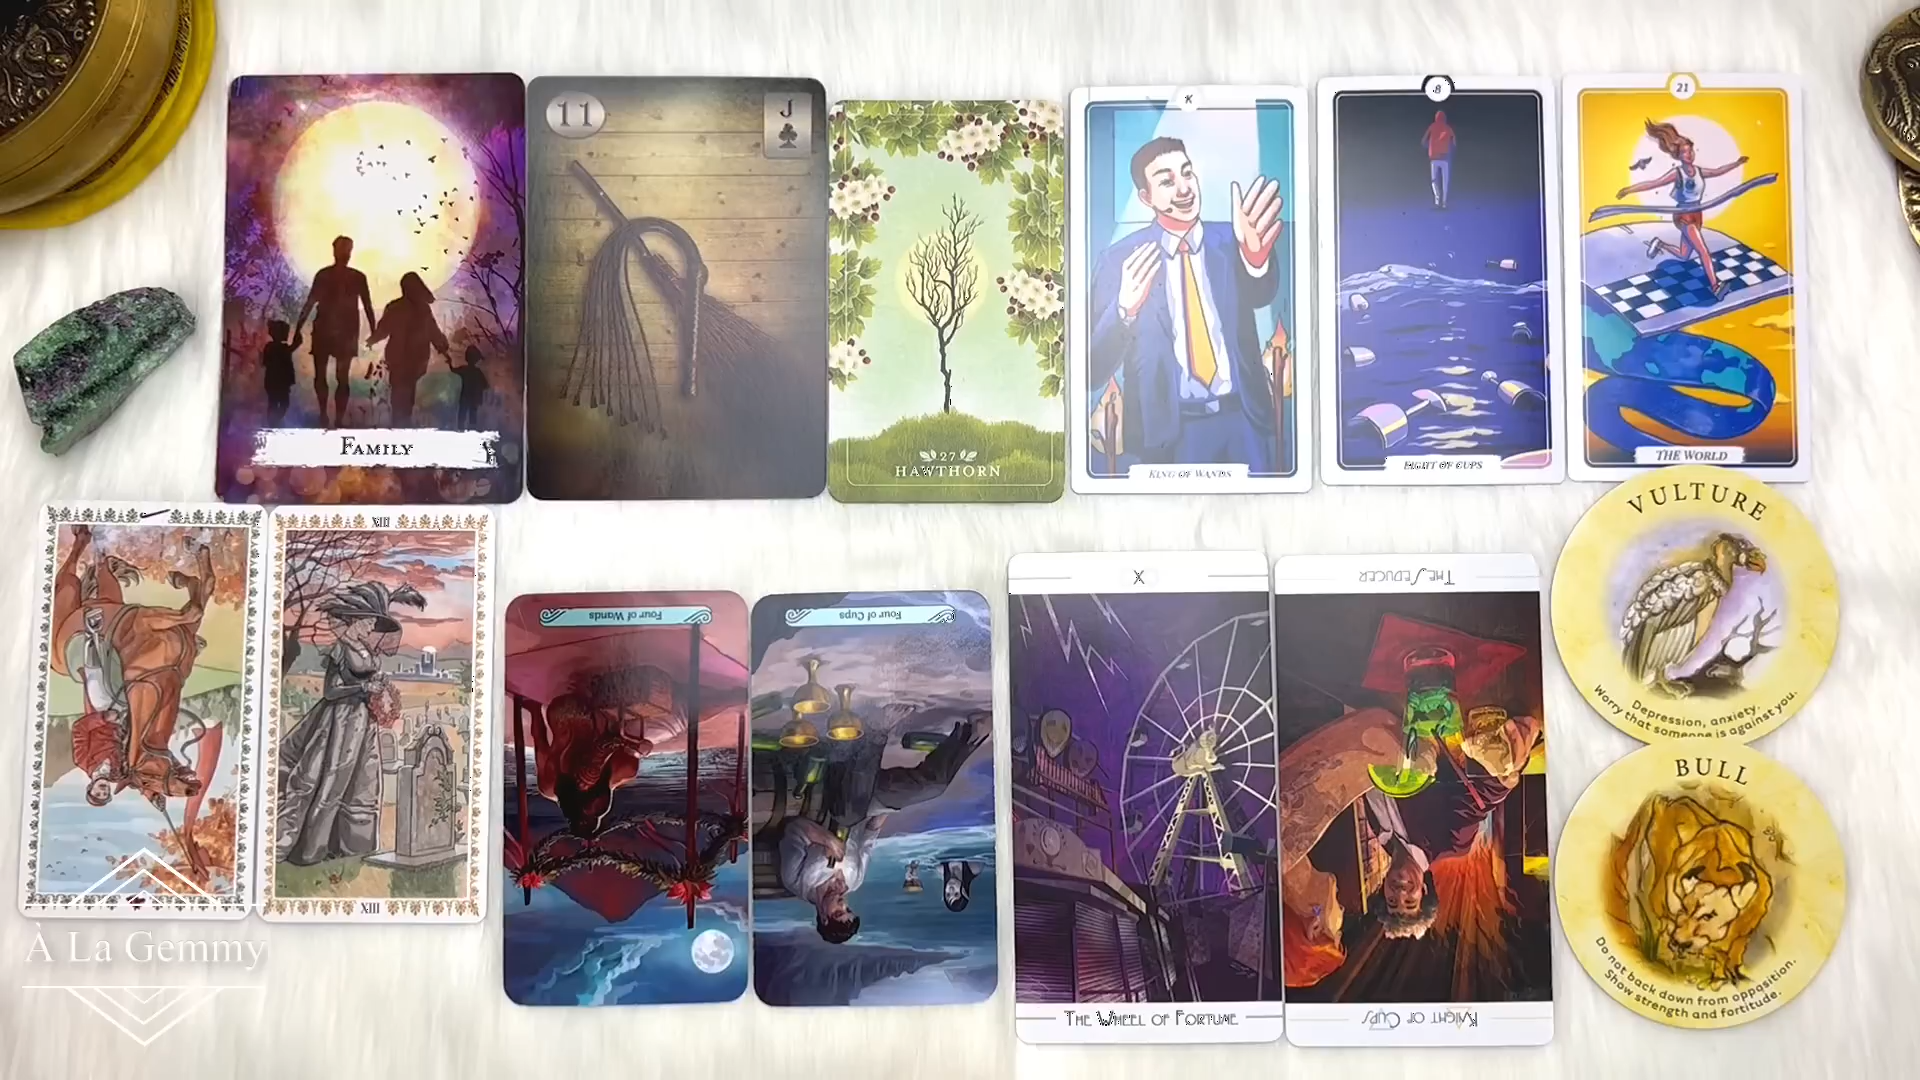 Family
11
J
27
HAWTHORN
K
KING OF WANDS
8
EIGHT OF CUPS
21
THE WORLD
XIII
XIII
Four of Wands
Four of Cups
X
THE WHEEL OF FORTUNE
THE SEDUCER
KNIGHT OF CUPS
VULTURE
Depression, anxiety.
Worry that someone is against you.
BULL
Do not back down from opposition.
Show strength and fortitude.
À La Gemmy